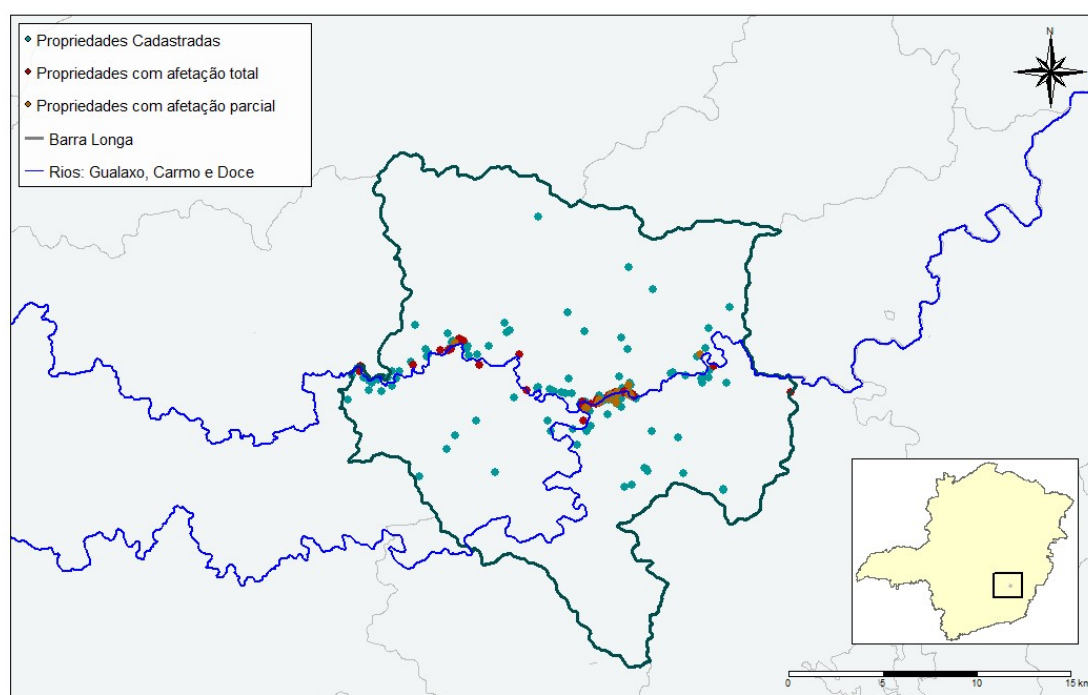 Propriedades Cadastradas
Propriedades com afetação total
Propriedades com afetação parcial
Barra Longa
Rios: Gualaxo, Carmo e Doce
N
0 5 10 15 km